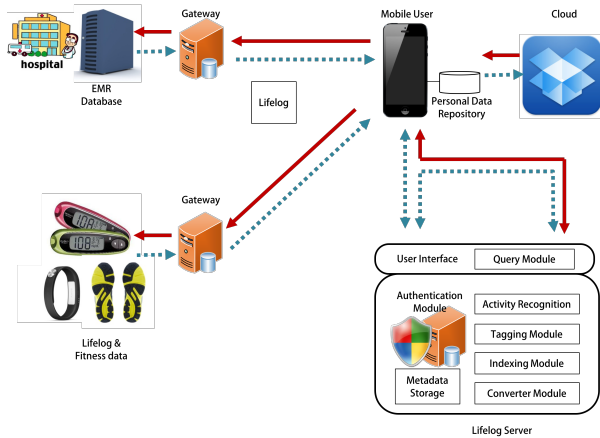 Gateway
Mobile User
Cloud
hospital
EMR
Database
Lifelog
Personal Data
Repository
Gateway
108
108
User Interface
Query Module
Authentication
Module
Activity Recognition
Tagging Module
Indexing Module
Metadata
Storage
Converter Module
Lifelog &
Fitness data
Lifelog Server